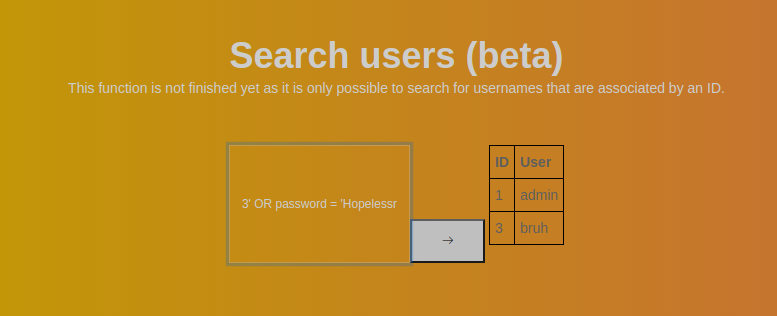 Search users (beta)
This function is not finished yet as it is only possible to search for usernames that are associated by an ID.
3' OR password = 'Hopelessr
→
ID User
1 admin
3 bruh